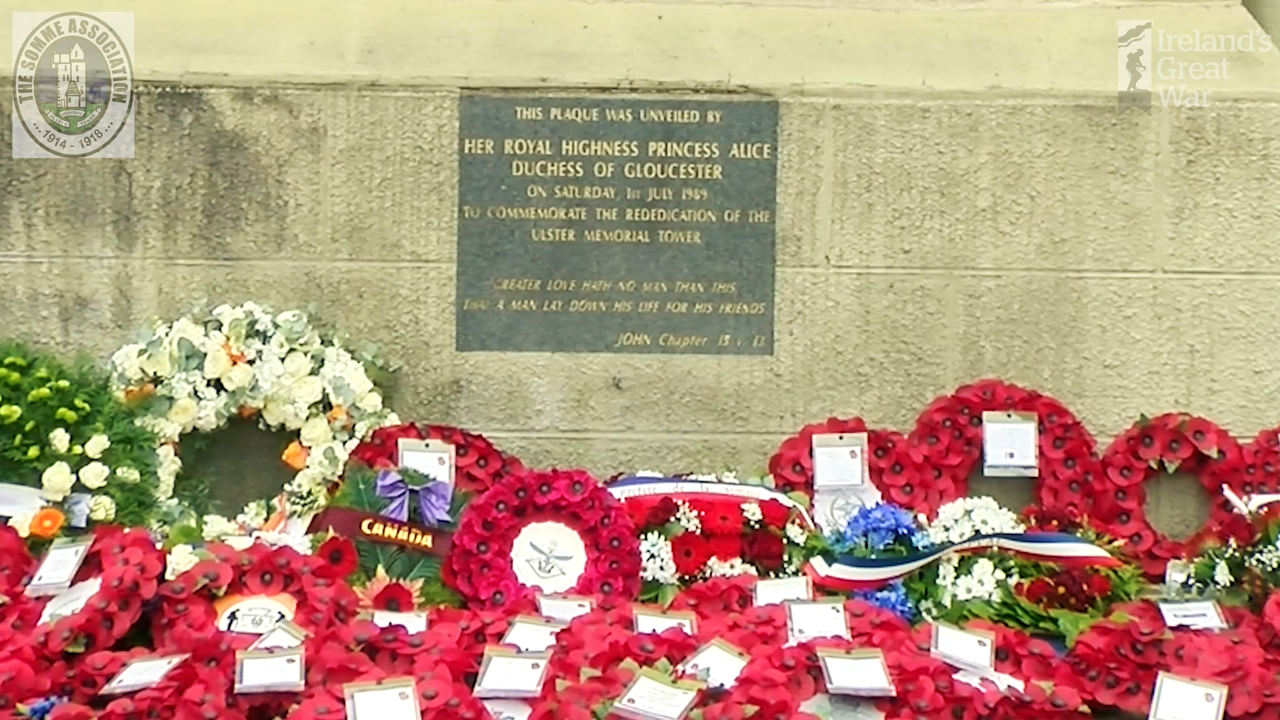 THE SOMME ASSOCIATION
...1914 - 1918...
Ireland's
Great
War
THIS PLAQUE WAS UNVEILED BY
HER ROYAL HIGHNESS PRINCESS ALICE
DUCHESS OF GLOUCESTER
ON SATURDAY, 1ST JULY 1989
TO COMMEMORATE THE REDEDICATION OF THE
ULSTER MEMORIAL TOWER
GREATER LOVE HATH NO MAN THAN THIS,
THAT A MAN LAY DOWN HIS LIFE FOR HIS FRIENDS.
JOHN Chapter 15 v. 13
CANADA